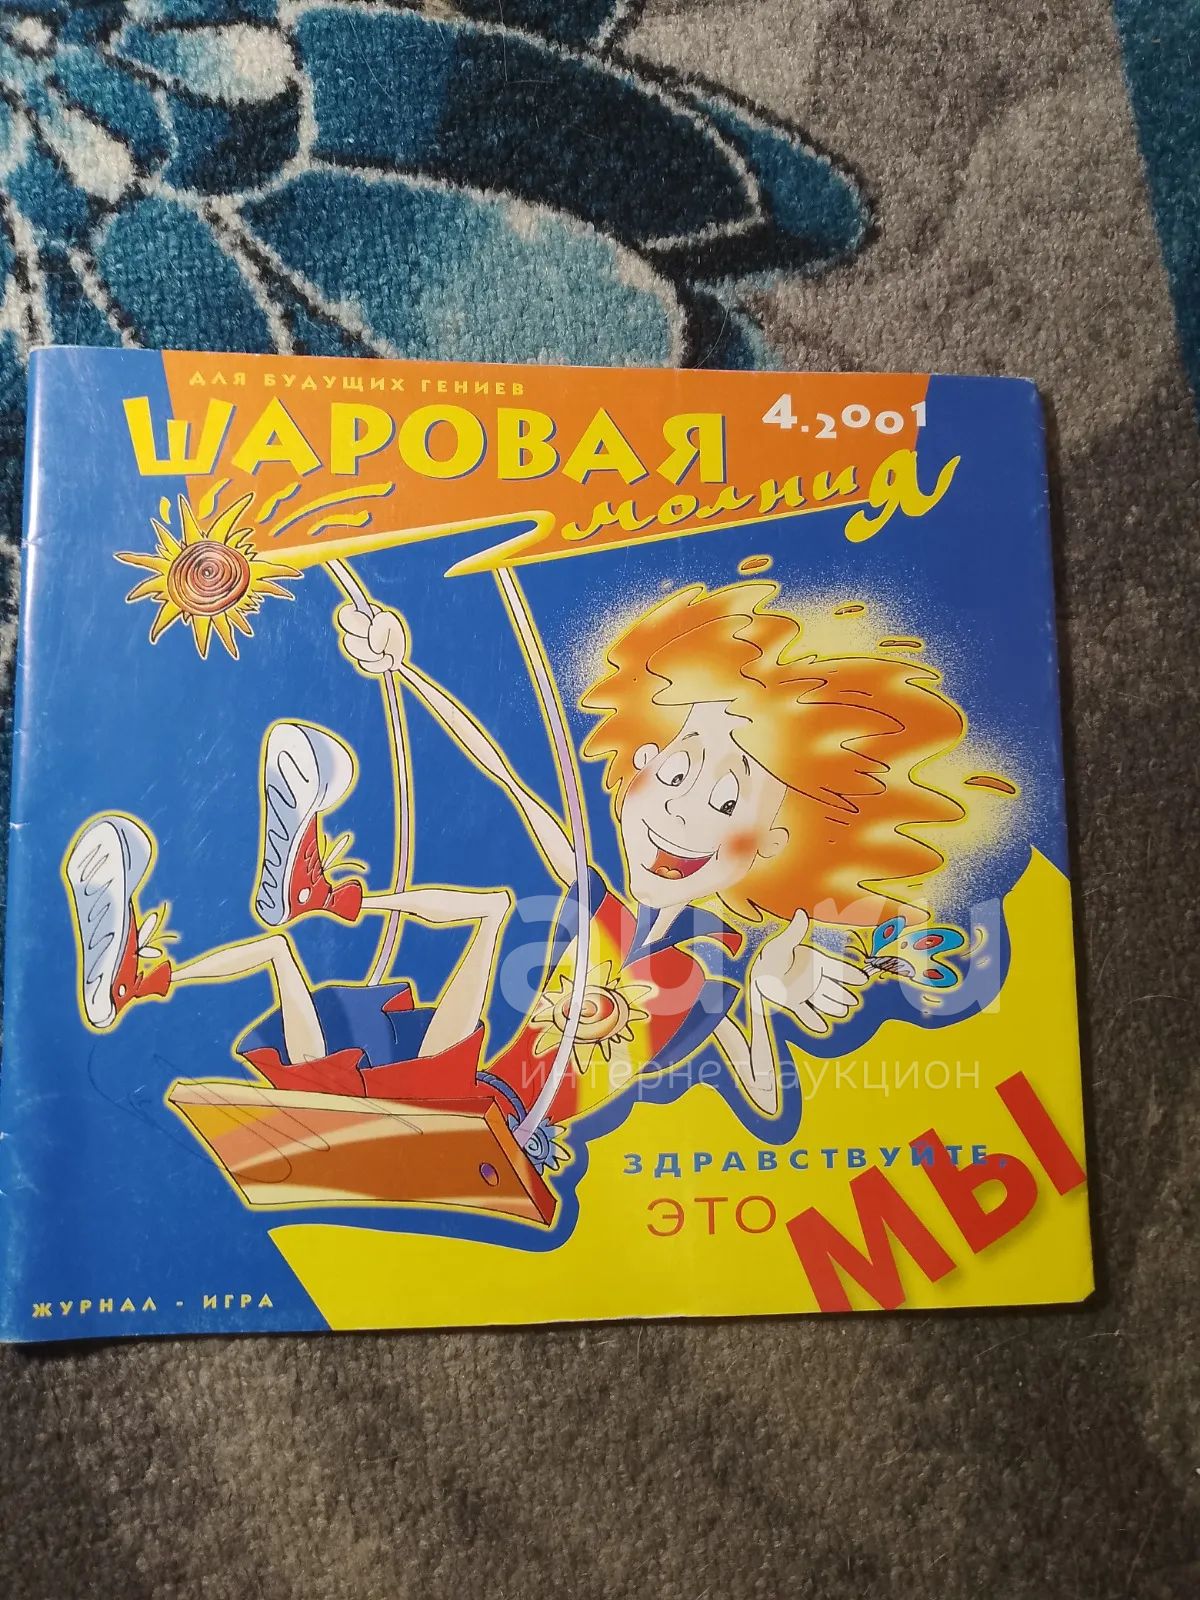 ДЛЯ БУДУЩИХ ГЕНИЕВ
ШАРОВАЯ
4.2001
молния
au.ru
интернет-аукцион
ЗДРАВСТВУЙТЕ,
ЭТО МЫ
ЖУРНАЛ - ИГРА